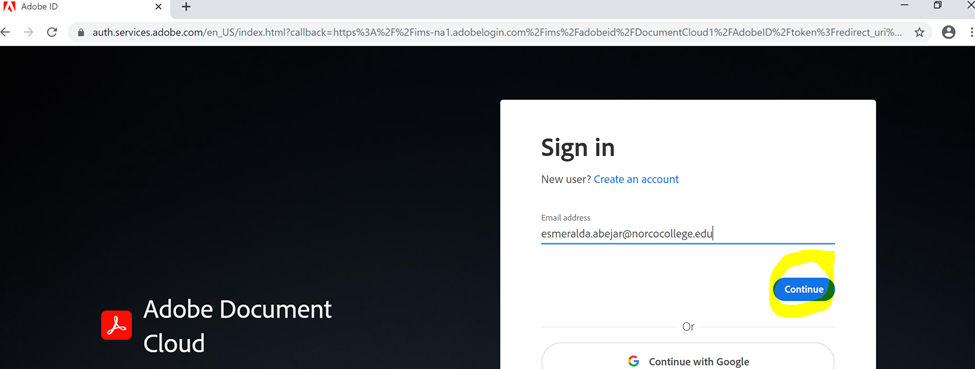 Adobe ID
auth.services.adobe.com/en_US/index.html?callback=https%3A%2F%2Fims-na1.adobelogin.com%2Fims%2Fadobeid%2FDocumentCloud1%2FAdobeID%2Ftoken%3Fredirect_uri%...
Sign in
New user? Create an account
Email address
esmeralda.abejar@norcocollege.edu
Continue
Or
Adobe Document
Cloud
Continue with Google